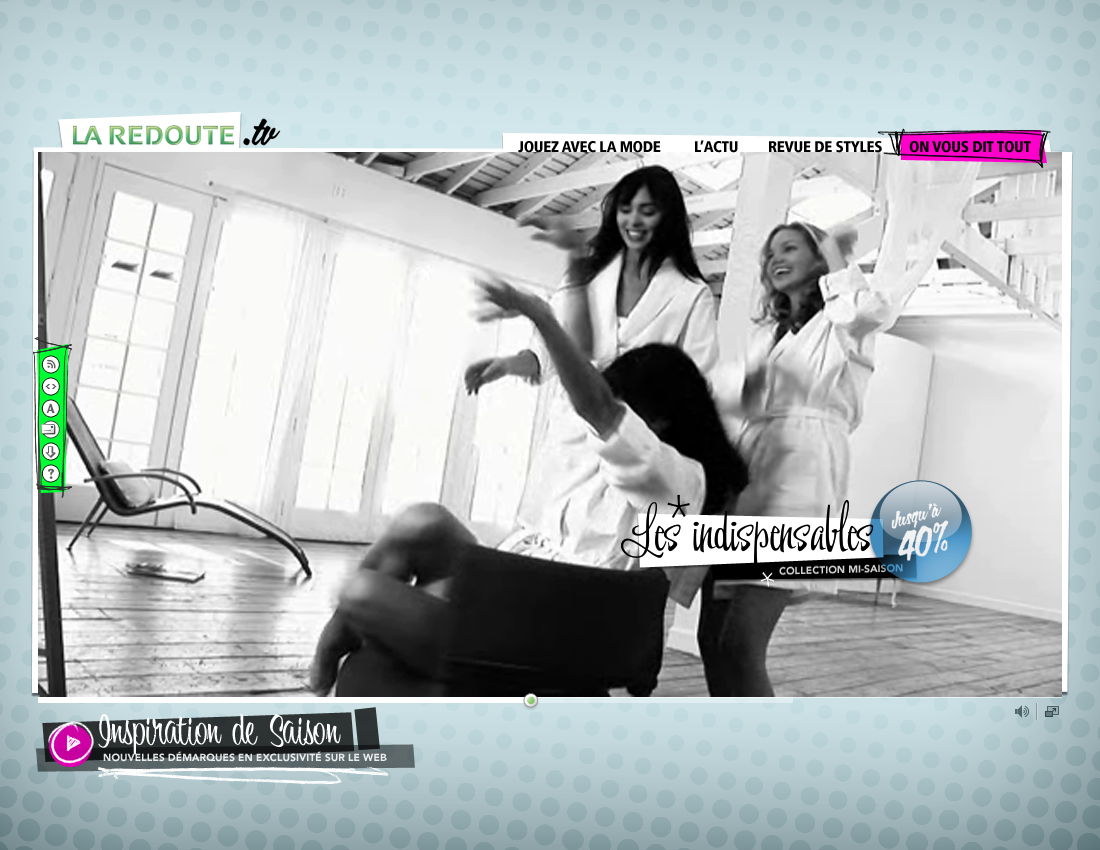 LA REDOUTE .tv
JOUEZ AVEC LA MODE L'ACTU REVUE DE STYLES ON VOUS DIT TOUT
A
?
Les indispensables
COLLECTION MI-SAISON
Jusqu'à
40%
Inspiration de Saison !
NOUVELLES DÉMARQUES EN EXCLUSIVITÉ SUR LE WEB